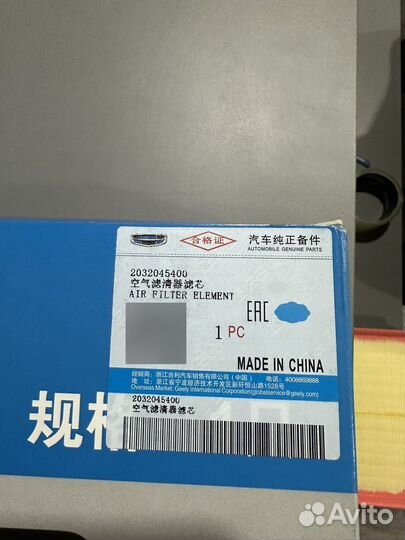 合格证
汽车纯正备件
AUTOMOBILE GENUINE PARTS
2032045400
空气滤清器滤芯
AIR FILTER ELEMENT
EAC
1 PC
MADE IN CHINA
经销商：浙江吉利汽车销售有限公司（中国） 电话：4008869888
地 址：浙江省宁波经济技术开发区新矸恒山路1528号
Overseas Market: Geely International Corporation(globalservice@geely.com)
2032045400
空气滤清器滤芯
规格
Avito